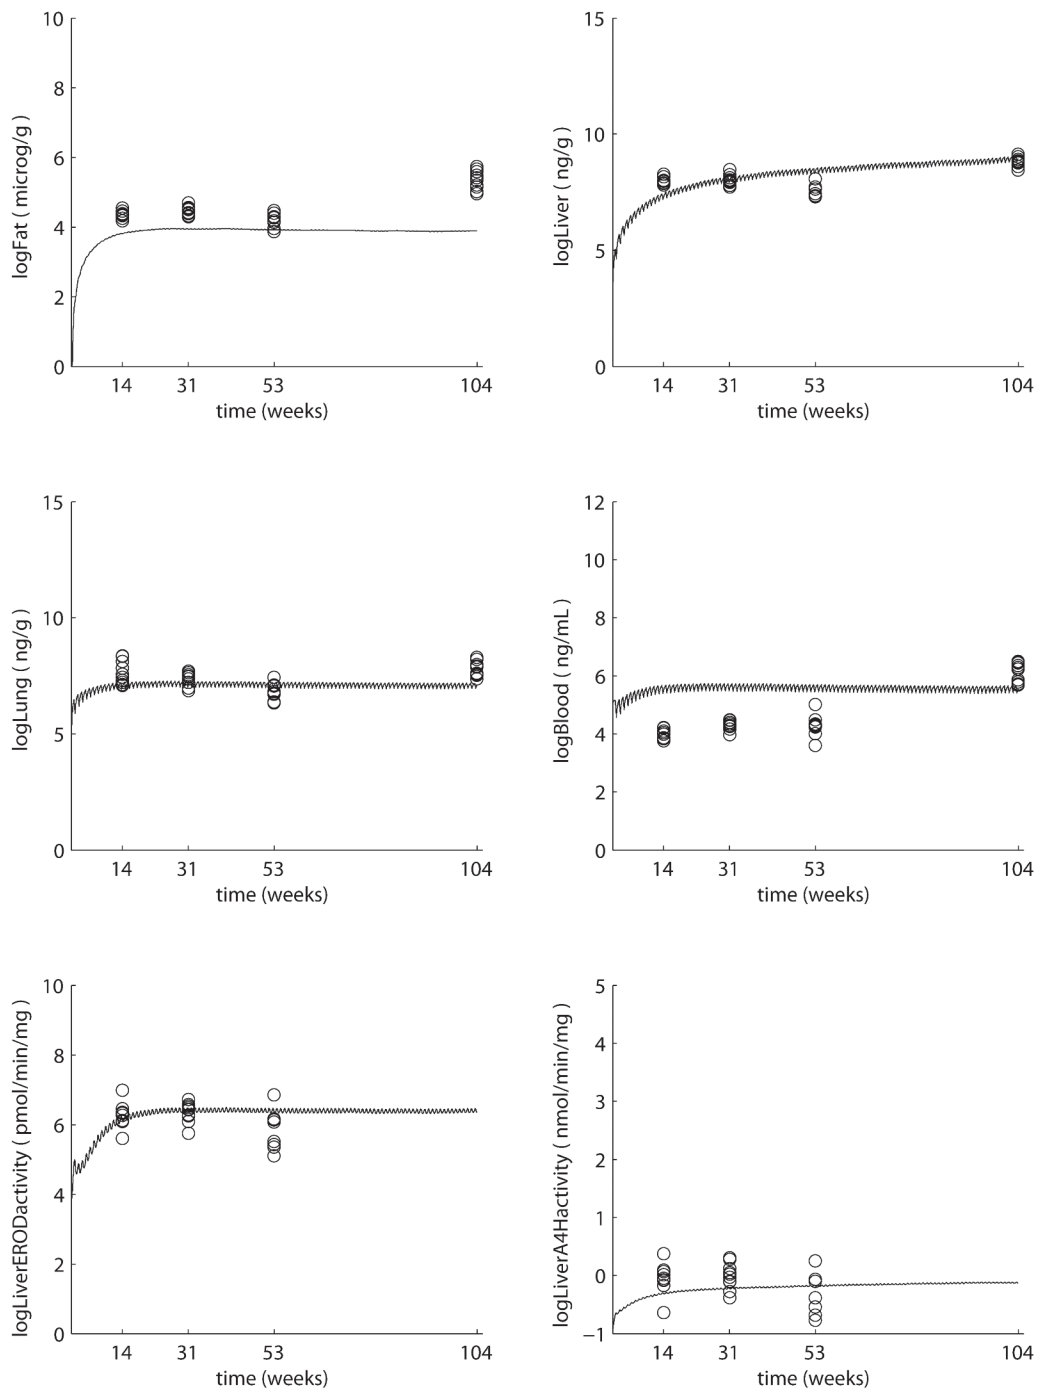 logFat ( microg/g )
10
8
6
4
2
0
14 31 53 104
time (weeks)
logLiver ( ng/g )
15
10
5
0
14 31 53 104
time (weeks)
logLung ( ng/g )
15
10
5
0
14 31 53 104
time (weeks)
logBlood ( ng/mL )
12
10
8
6
4
2
0
14 31 53 104
time (weeks)
logLiverERODactivity ( pmol/min/mg )
10
8
6
4
2
0
14 31 53 104
time (weeks)
logLiverA4Hactivity ( nmol/min/mg )
5
4
3
2
1
0
−1
14 31 53 104
time (weeks)